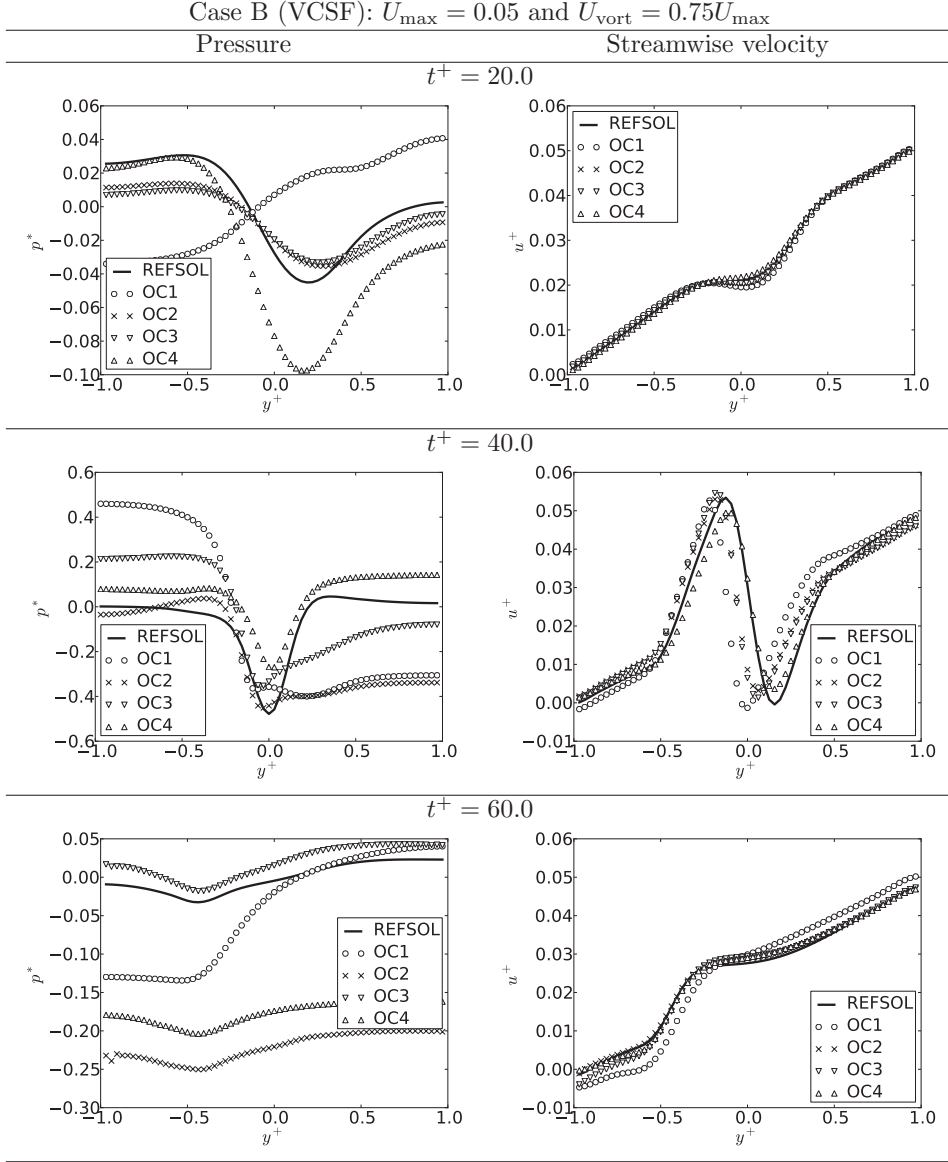 Case B (VCSF): U_max = 0.05 and U_vort = 0.75U_max
Pressure Streamwise velocity
t⁺ = 20.0
0.06
0.04
0.02
0.00
−0.02
−0.04
−0.06
−0.08
−0.10
p*
REFSOL
OC1
OC2
OC3
OC4
−1.0 −0.5 0.0 0.5 1.0
y⁺
0.06
0.05
0.04
0.03
0.02
0.01
0.00
u⁺
REFSOL
OC1
OC2
OC3
OC4
−1.0 −0.5 0.0 0.5 1.0
y⁺
t⁺ = 40.0
0.6
0.4
0.2
0.0
−0.2
−0.4
−0.6
p*
REFSOL
OC1
OC2
OC3
OC4
−1.0 −0.5 0.0 0.5 1.0
y⁺
0.06
0.05
0.04
0.03
0.02
0.01
0.00
−0.01
u⁺
REFSOL
OC1
OC2
OC3
OC4
−1.0 −0.5 0.0 0.5 1.0
y⁺
t⁺ = 60.0
0.05
0.00
−0.05
−0.10
−0.15
−0.20
−0.25
−0.30
p*
REFSOL
OC1
OC2
OC3
OC4
−1.0 −0.5 0.0 0.5 1.0
y⁺
0.06
0.05
0.04
0.03
0.02
0.01
0.00
−0.01
u⁺
REFSOL
OC1
OC2
OC3
OC4
−1.0 −0.5 0.0 0.5 1.0
y⁺